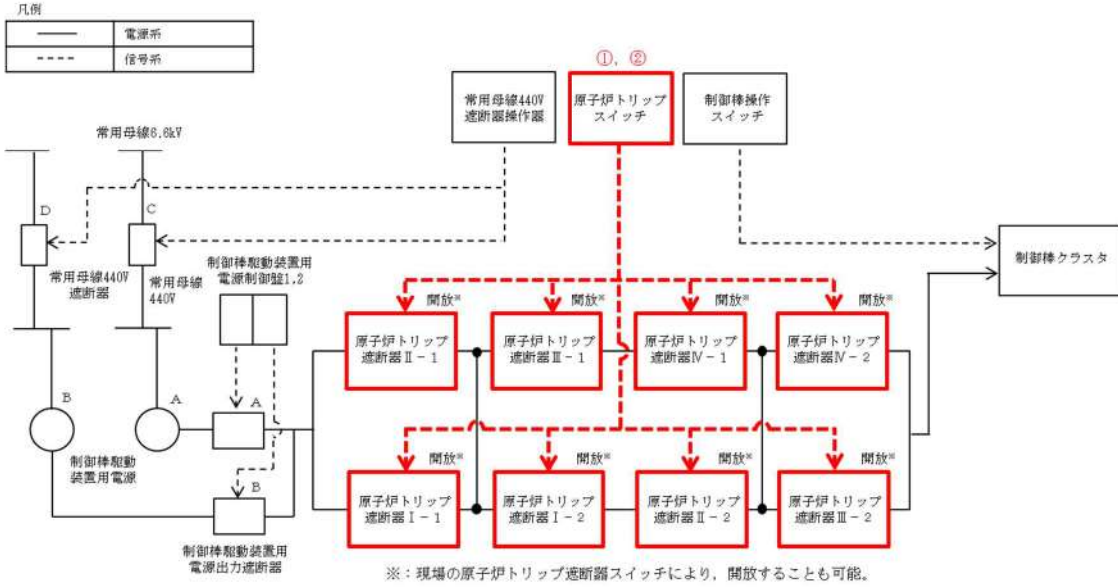 凡例
電源系
信号系
①，②
常用母線440V
遮断器操作器
原子炉トリップ
スイッチ
制御棒操作
スイッチ
常用母線6.6kV
D
C
制御棒クラスタ
常用母線440V
遮断器
常用母線
440V
制御棒駆動装置用
電源制御盤1,2
開放※
開放※
開放※
開放※
原子炉トリップ
遮断器Ⅱ－1
原子炉トリップ
遮断器Ⅲ－1
原子炉トリップ
遮断器Ⅳ－1
原子炉トリップ
遮断器Ⅳ－2
B
A
A
制御棒駆動
装置用電源
開放※
開放※
開放※
開放※
B
原子炉トリップ
遮断器Ⅰ－1
原子炉トリップ
遮断器Ⅰ－2
原子炉トリップ
遮断器Ⅱ－2
原子炉トリップ
遮断器Ⅲ－2
制御棒駆動装置用
電源出力遮断器
※：現場の原子炉トリップ遮断器スイッチにより，開放することも可能。